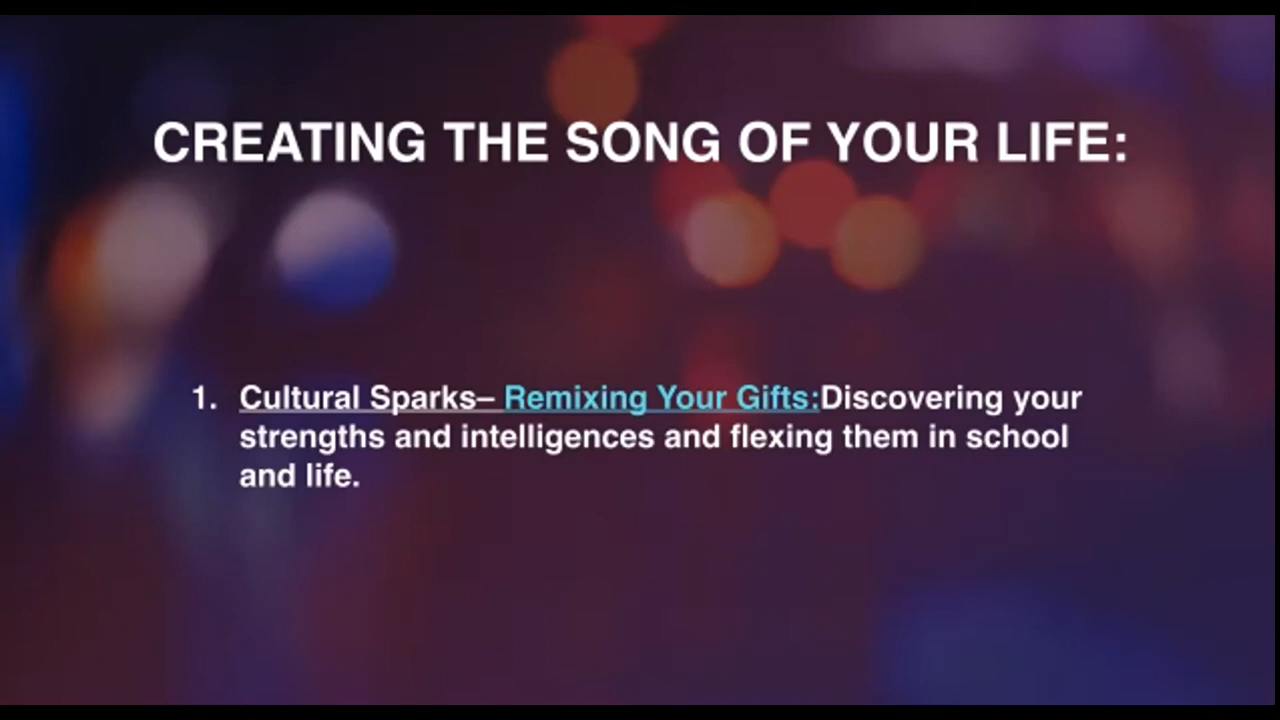 CREATING THE SONG OF YOUR LIFE:
1. Cultural Sparks– Remixing Your Gifts:Discovering your
strengths and intelligences and flexing them in school
and life.